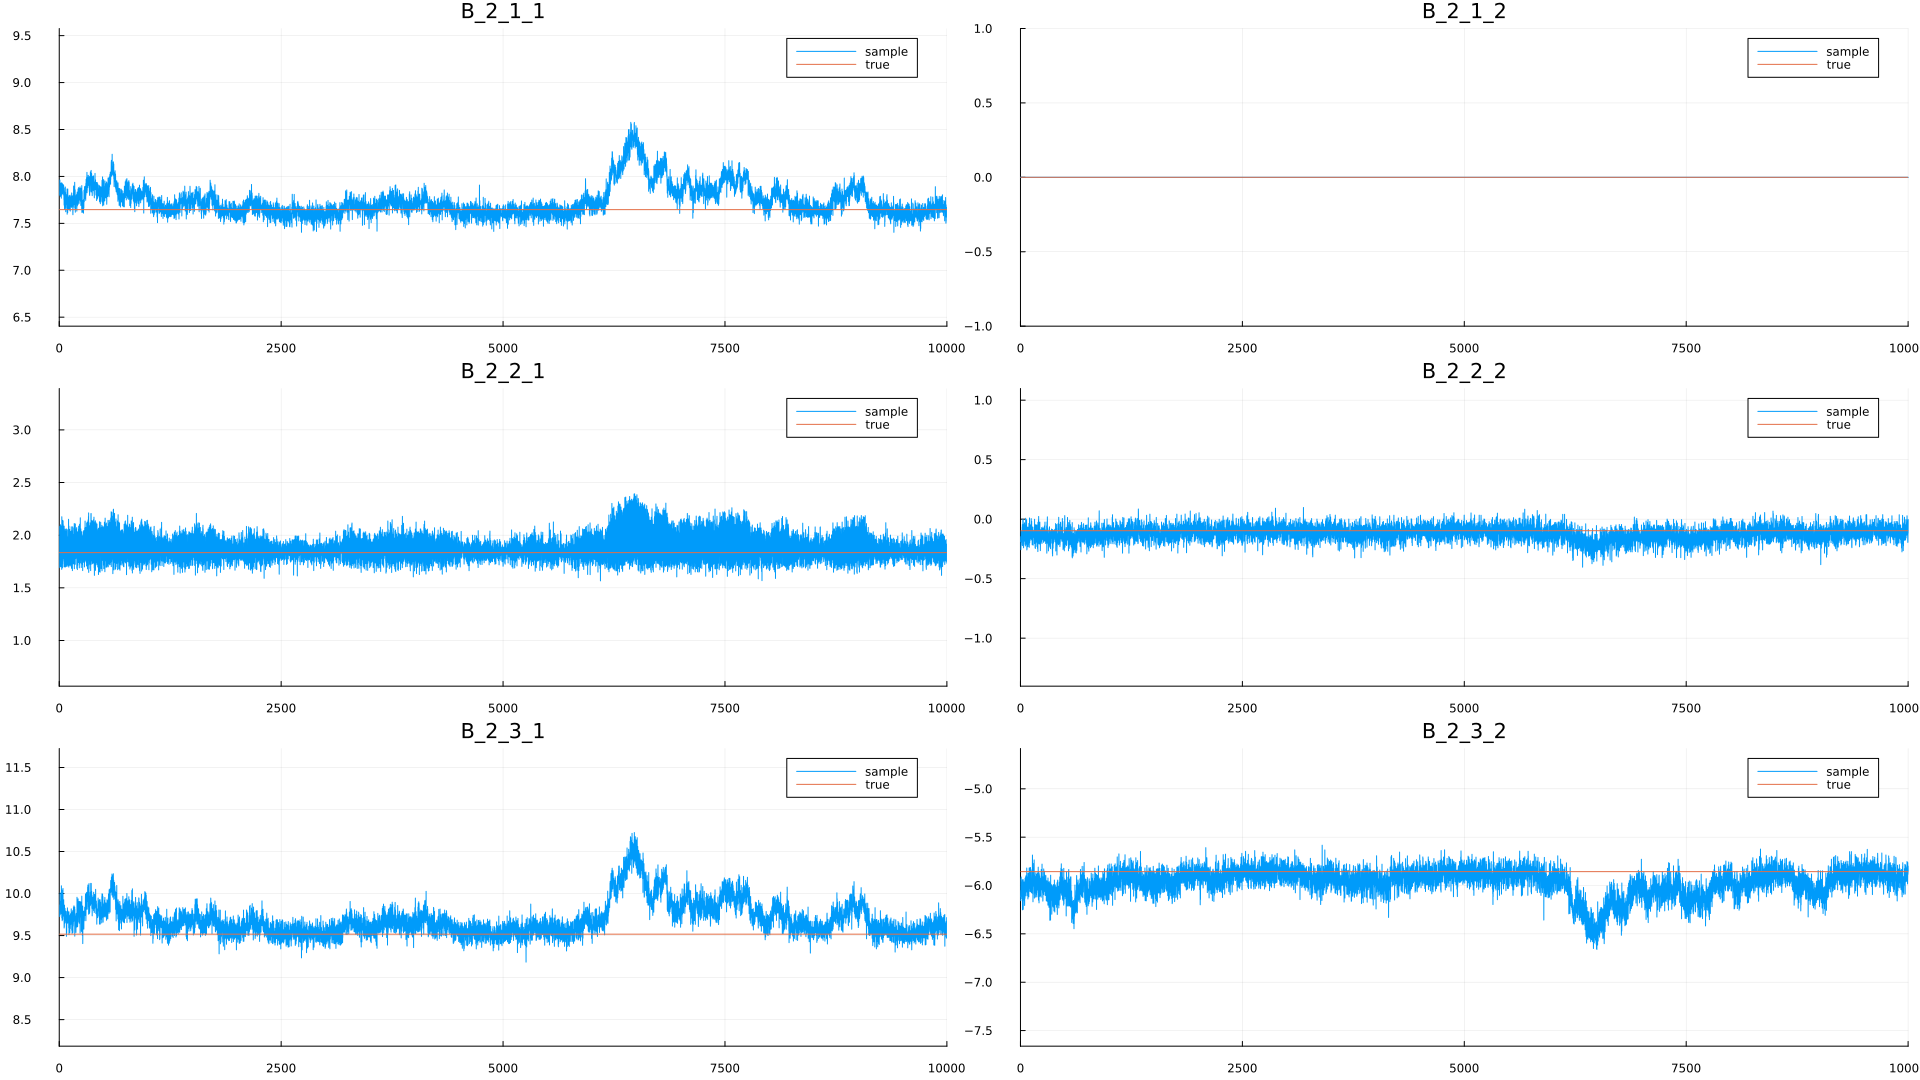 B_2_1_1
9.5
9.0
8.5
8.0
7.5
7.0
6.5
sample
true
0 2500 5000 7500 10000
B_2_1_2
1.0
0.5
0.0
−0.5
−1.0
sample
true
0 2500 5000 7500 1000
B_2_2_1
3.0
2.5
2.0
1.5
1.0
sample
true
0 2500 5000 7500 10000
B_2_2_2
1.0
0.5
0.0
−0.5
−1.0
sample
true
0 2500 5000 7500 1000
B_2_3_1
11.5
11.0
10.5
10.0
9.5
9.0
8.5
sample
true
0 2500 5000 7500 10000
B_2_3_2
−5.0
−5.5
−6.0
−6.5
−7.0
−7.5
sample
true
0 2500 5000 7500 1000